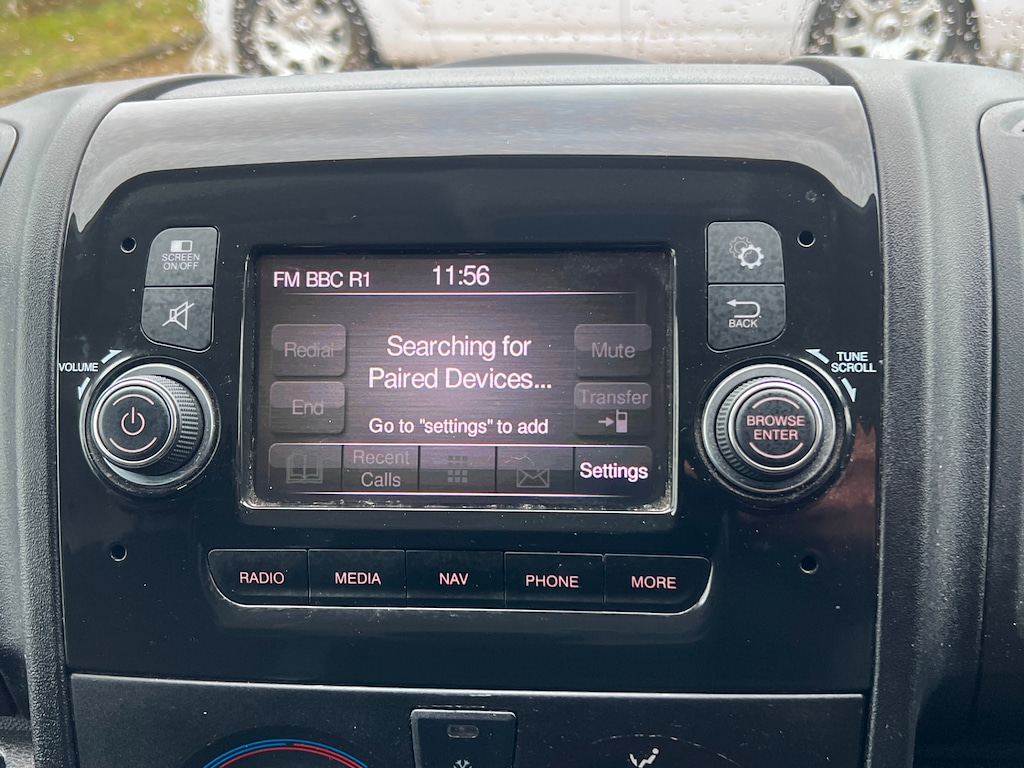 SCREEN
ON/OFF
FM BBC R1
11:56
Redial
Searching for
Paired Devices...
Mute
End
Transfer
Go to "settings" to add
Recent
Calls
Settings
BACK
VOLUME
TUNE
SCROLL
BROWSE
ENTER
RADIO
MEDIA
NAV
PHONE
MORE